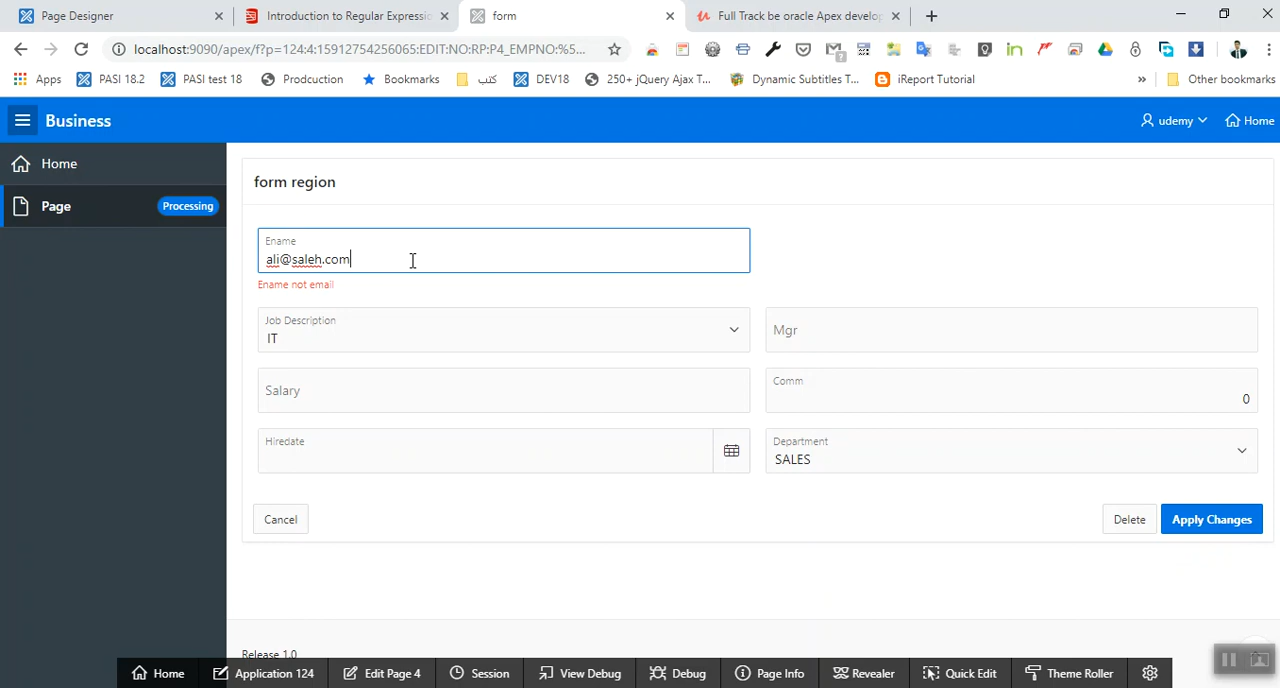 Page Designer
Introduction to Regular Expressic
form
Full Track be oracle Apex develop
localhost:9090/apex/f?p=124:4:15912754256065:EDIT:NO:RP:P4_EMPNO:%5...
Apps
PASI 18.2
PASI test 18
Prodcution
Bookmarks
كتب
DEV18
250+ jQuery Ajax T...
Dynamic Subtitles T...
iReport Tutorial
»
Other bookmarks
Business
udemy
Home
Home
Page
Processing
form region
Ename
ali@saleh.com
Ename not email
Job Description
IT
Mgr
Salary
Comm
0
Hiredate
Department
SALES
Cancel
Delete
Apply Changes
Release 1.0
Home
Application 124
Edit Page 4
Session
View Debug
Debug
Page Info
Revealer
Quick Edit
Theme Roller